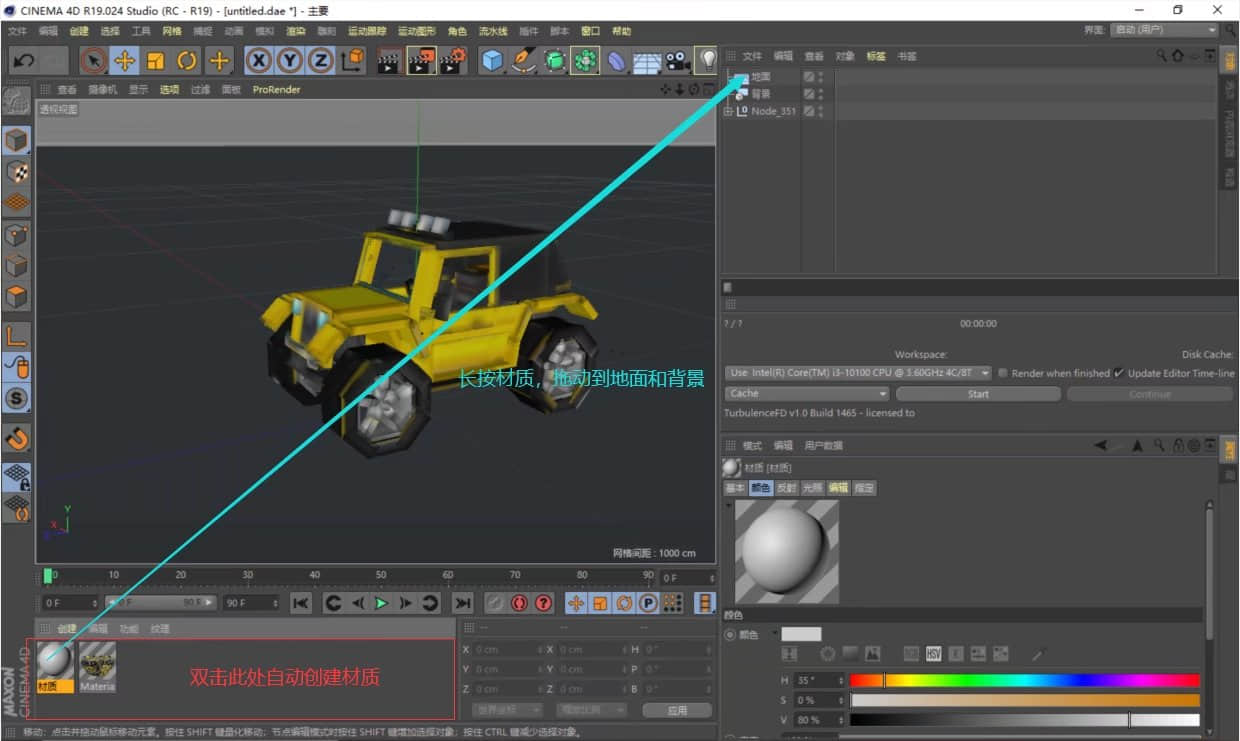 CINEMA 4D R19.024 Studio (RC - R19) - [untitled.dae *] - 主要
文件 编辑 创建 选择 工具 网格 捕捉 动画 模拟 渲染 雕刻 运动跟踪 运动图形 角色 流水线 插件 脚本 窗口 帮助
界面: 启动 (用户)
文件 编辑 查看 对象 标签 书签
查看 摄像机 显示 选项 过滤 面板 ProRender
透视视图
地面
背景
Node_351
? / ?
00:00:00
Workspace:
Disk Cache:
Use Intel(R) Core(TM) i3-10100 CPU @ 3.60GHz 4C/8T
Render when finished
Update Editor Time-line
Cache
Start
Continue
TurbulenceFD v1.0 Build 1465 - licensed to
长按材质，拖动到地面和背景
模式 编辑 用户数据
材质 [材质]
基本 颜色 反射 光照 编辑 指定
Y
X
Z
网格间距 : 1000 cm
0 10 20 30 40 50 60 70 80 90
0 F
0 F
0 F
90 F
90 F
创建 编辑 功能 纹理
-- -- --
颜色
颜色
HSV
H 35 °
S 0 %
V 80 %
材质
Materia
双击此处自动创建材质
X 0 cm X 0 cm H 0 °
Y 0 cm Y 0 cm P 0 °
Z 0 cm Z 0 cm B 0 °
世界坐标
缩放比例
应用
MAXON
CINEMA 4D
移动：点击并拖动鼠标移动元素。按住 SHIFT 键量化移动；节点编辑模式时按住 SHIFT 键增加选择对象；按住 CTRL 键减少选择对象。